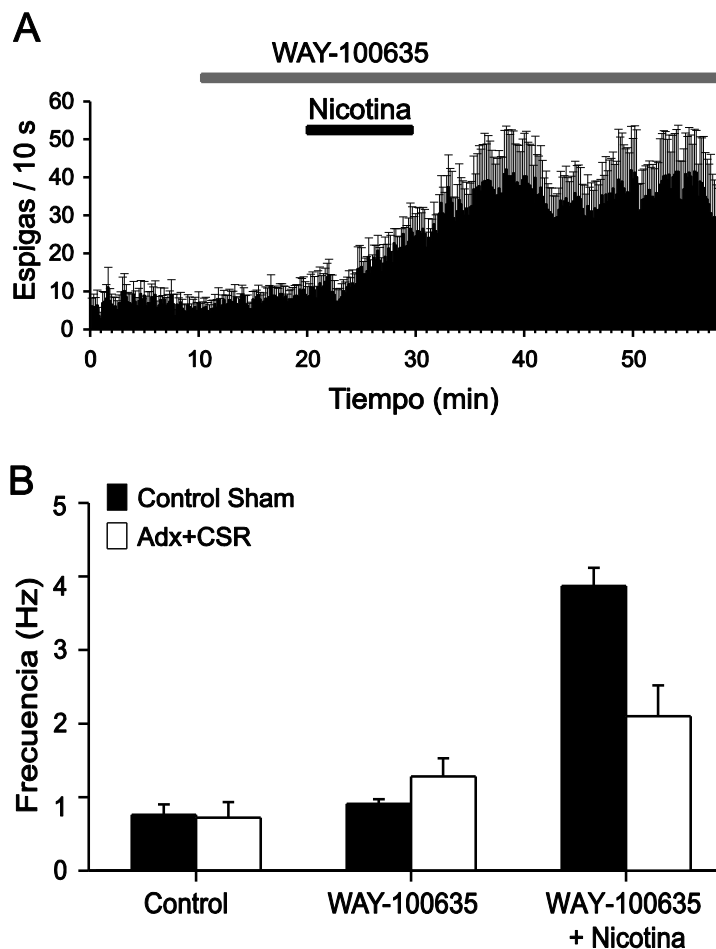 A
WAY-100635
Nicotina
Espigas / 10 s
60
50
40
30
20
10
0
0 10 20 30 40 50
Tiempo (min)
B
Control Sham
Adx+CSR
Frecuencia (Hz)
5
4
3
2
1
0
Control
WAY-100635
WAY-100635
+ Nicotina